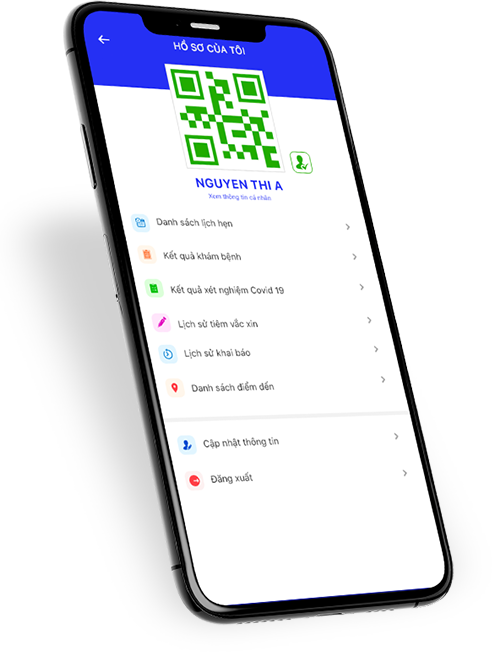 HỒ SƠ CỦA TÔI
NGUYEN THI A
Xem thông tin cá nhân
Danh sách lịch hẹn
Kết quả khám bệnh
Kết quả xét nghiệm Covid 19
Lịch sử tiêm vắc xin
Lịch sử khai báo
Danh sách điểm đến
Cập nhật thông tin
Đăng xuất